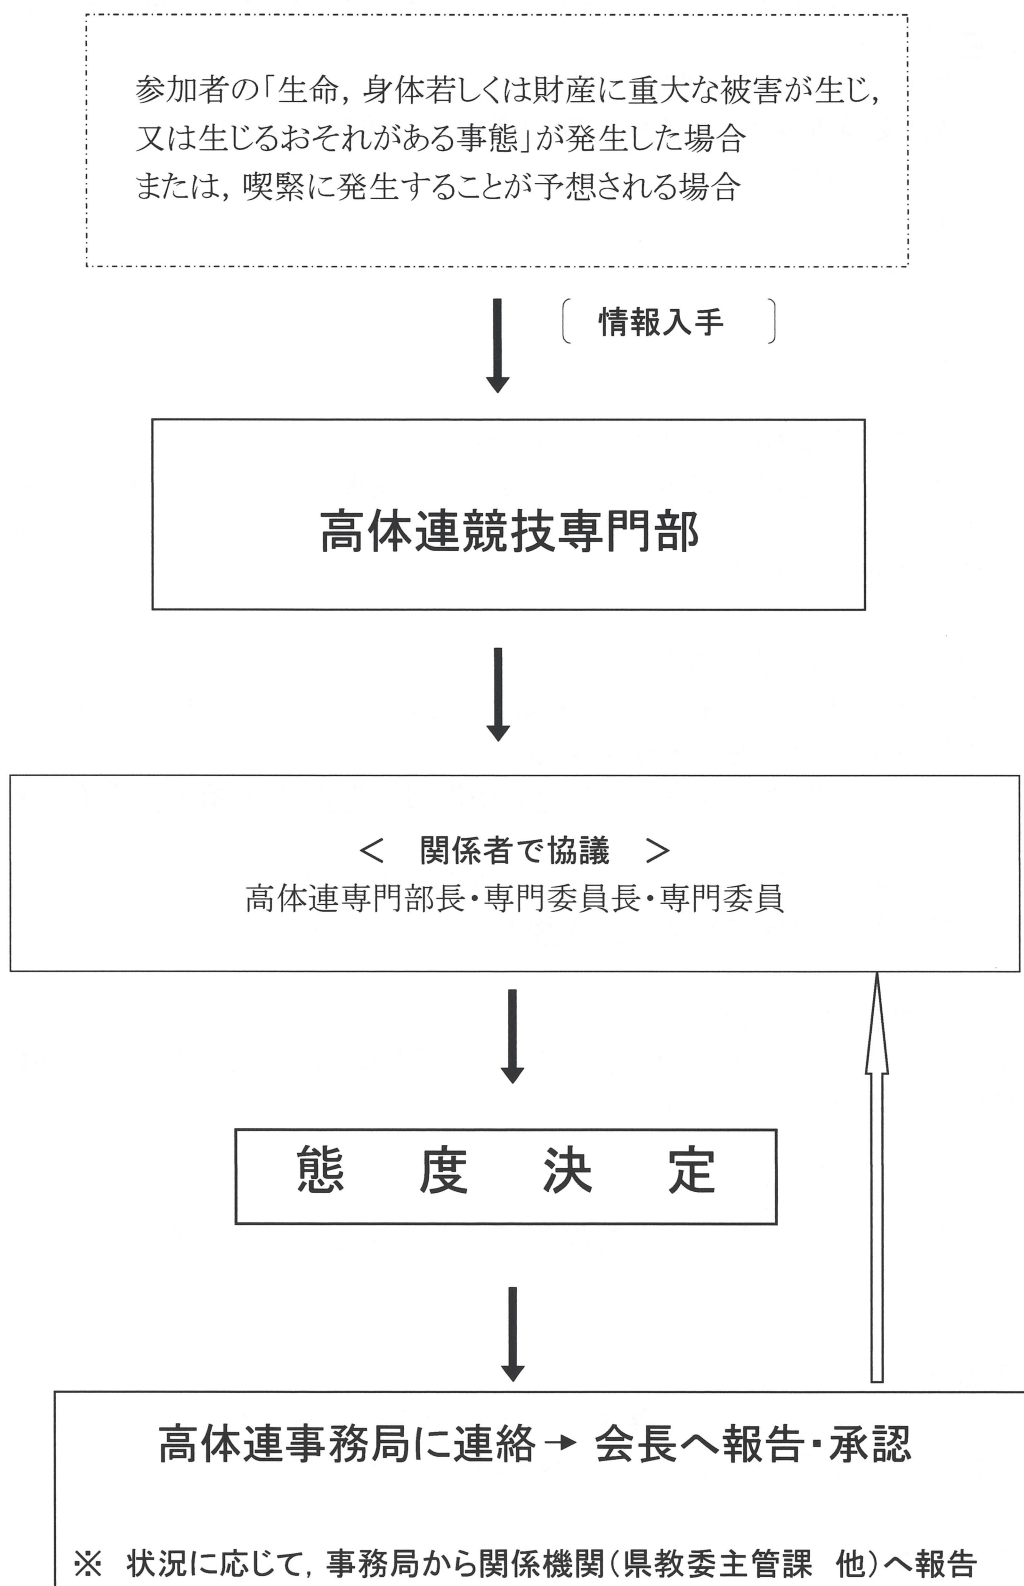 参加者の「生命，身体若しくは財産に重大な被害が生じ，
又は生じるおそれがある事態」が発生した場合
または，喫緊に発生することが予想される場合
〔　情報入手　〕
高体連競技専門部
＜　関係者で協議　＞
高体連専門部長・専門委員長・専門委員
態　度　決　定
高体連事務局に連絡→会長へ報告・承認
※　状況に応じて，事務局から関係機関（県教委主管課　他）へ報告